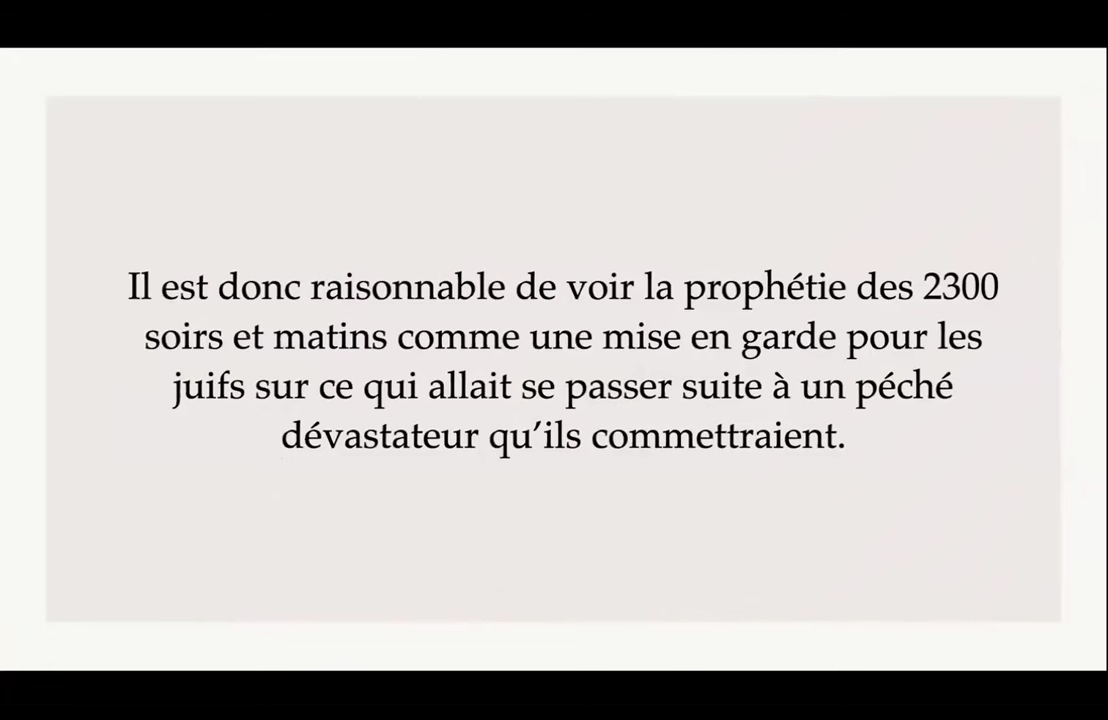 Il est donc raisonnable de voir la prophétie des 2300
soirs et matins comme une mise en garde pour les
juifs sur ce qui allait se passer suite à un péché
dévastateur qu’ils commettraient.